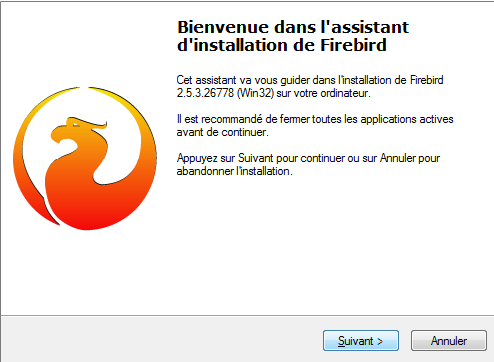 Bienvenue dans l'assistant
d'installation de Firebird
Cet assistant va vous guider dans l'installation de Firebird
2.5.3.26778 (Win32) sur votre ordinateur.
Il est recommandé de fermer toutes les applications actives
avant de continuer.
Appuyez sur Suivant pour continuer ou sur Annuler pour
abandonner l'installation.
Suivant >
Annuler